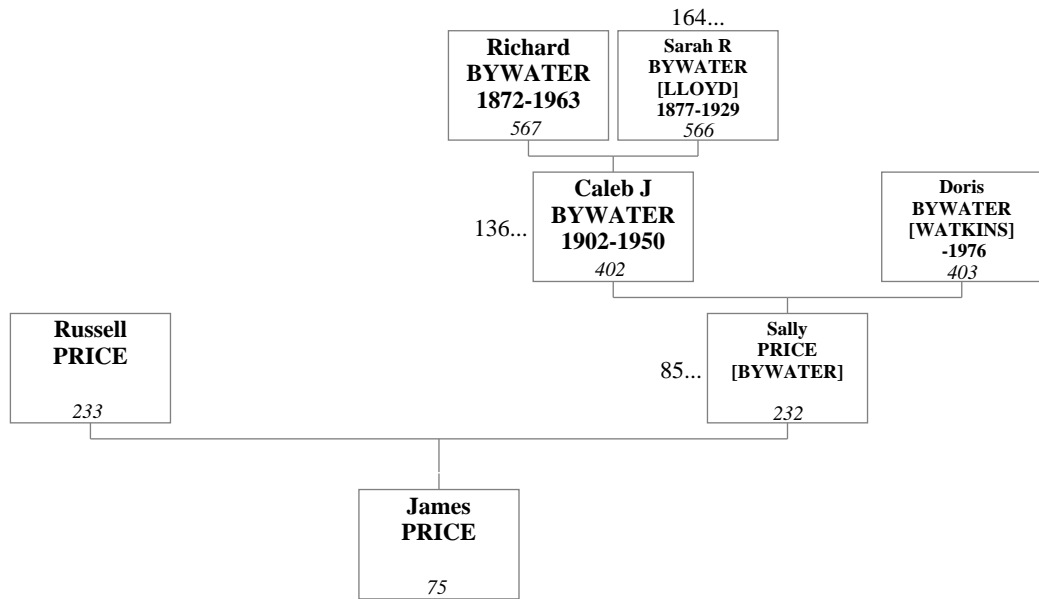 164...
Richard
BYWATER
1872-1963
567
Sarah R
BYWATER
[LLOYD]
1877-1929
566
136...
Caleb J
BYWATER
1902-1950
402
Doris
BYWATER
[WATKINS]
-1976
403
Russell
PRICE
233
85...
Sally
PRICE
[BYWATER]
232
James
PRICE
75